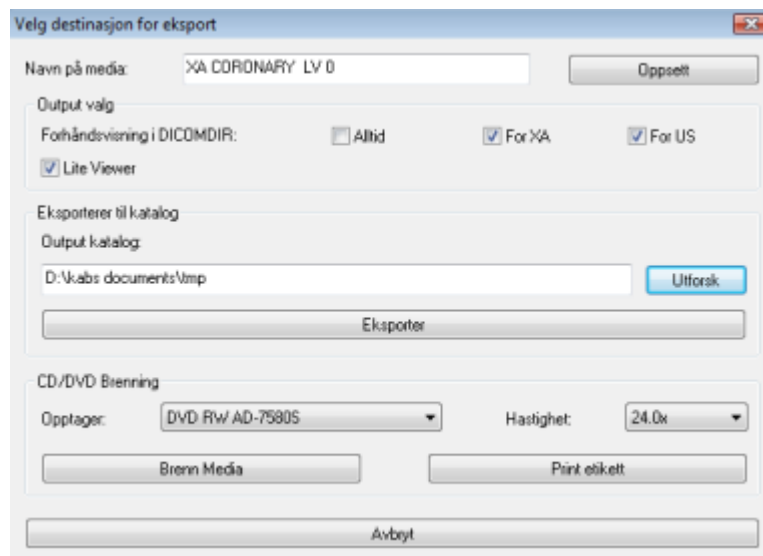 Velg destinasjon for eksport
Navn på media: XA CORONARY LV 0 Oppsett
Output valg
Forhåndsvisning i DICOMDIR: Alltid For XA For US
Lite Viewer
Eksporterer til katalog
Output katalog:
D:\kabs documents\tmp Utforsk
Eksporter
CD/DVD Brenning
Opptager: DVD RW AD-7580S Hastighet: 24.0x
Brenn Media Print etikett
Avbryt